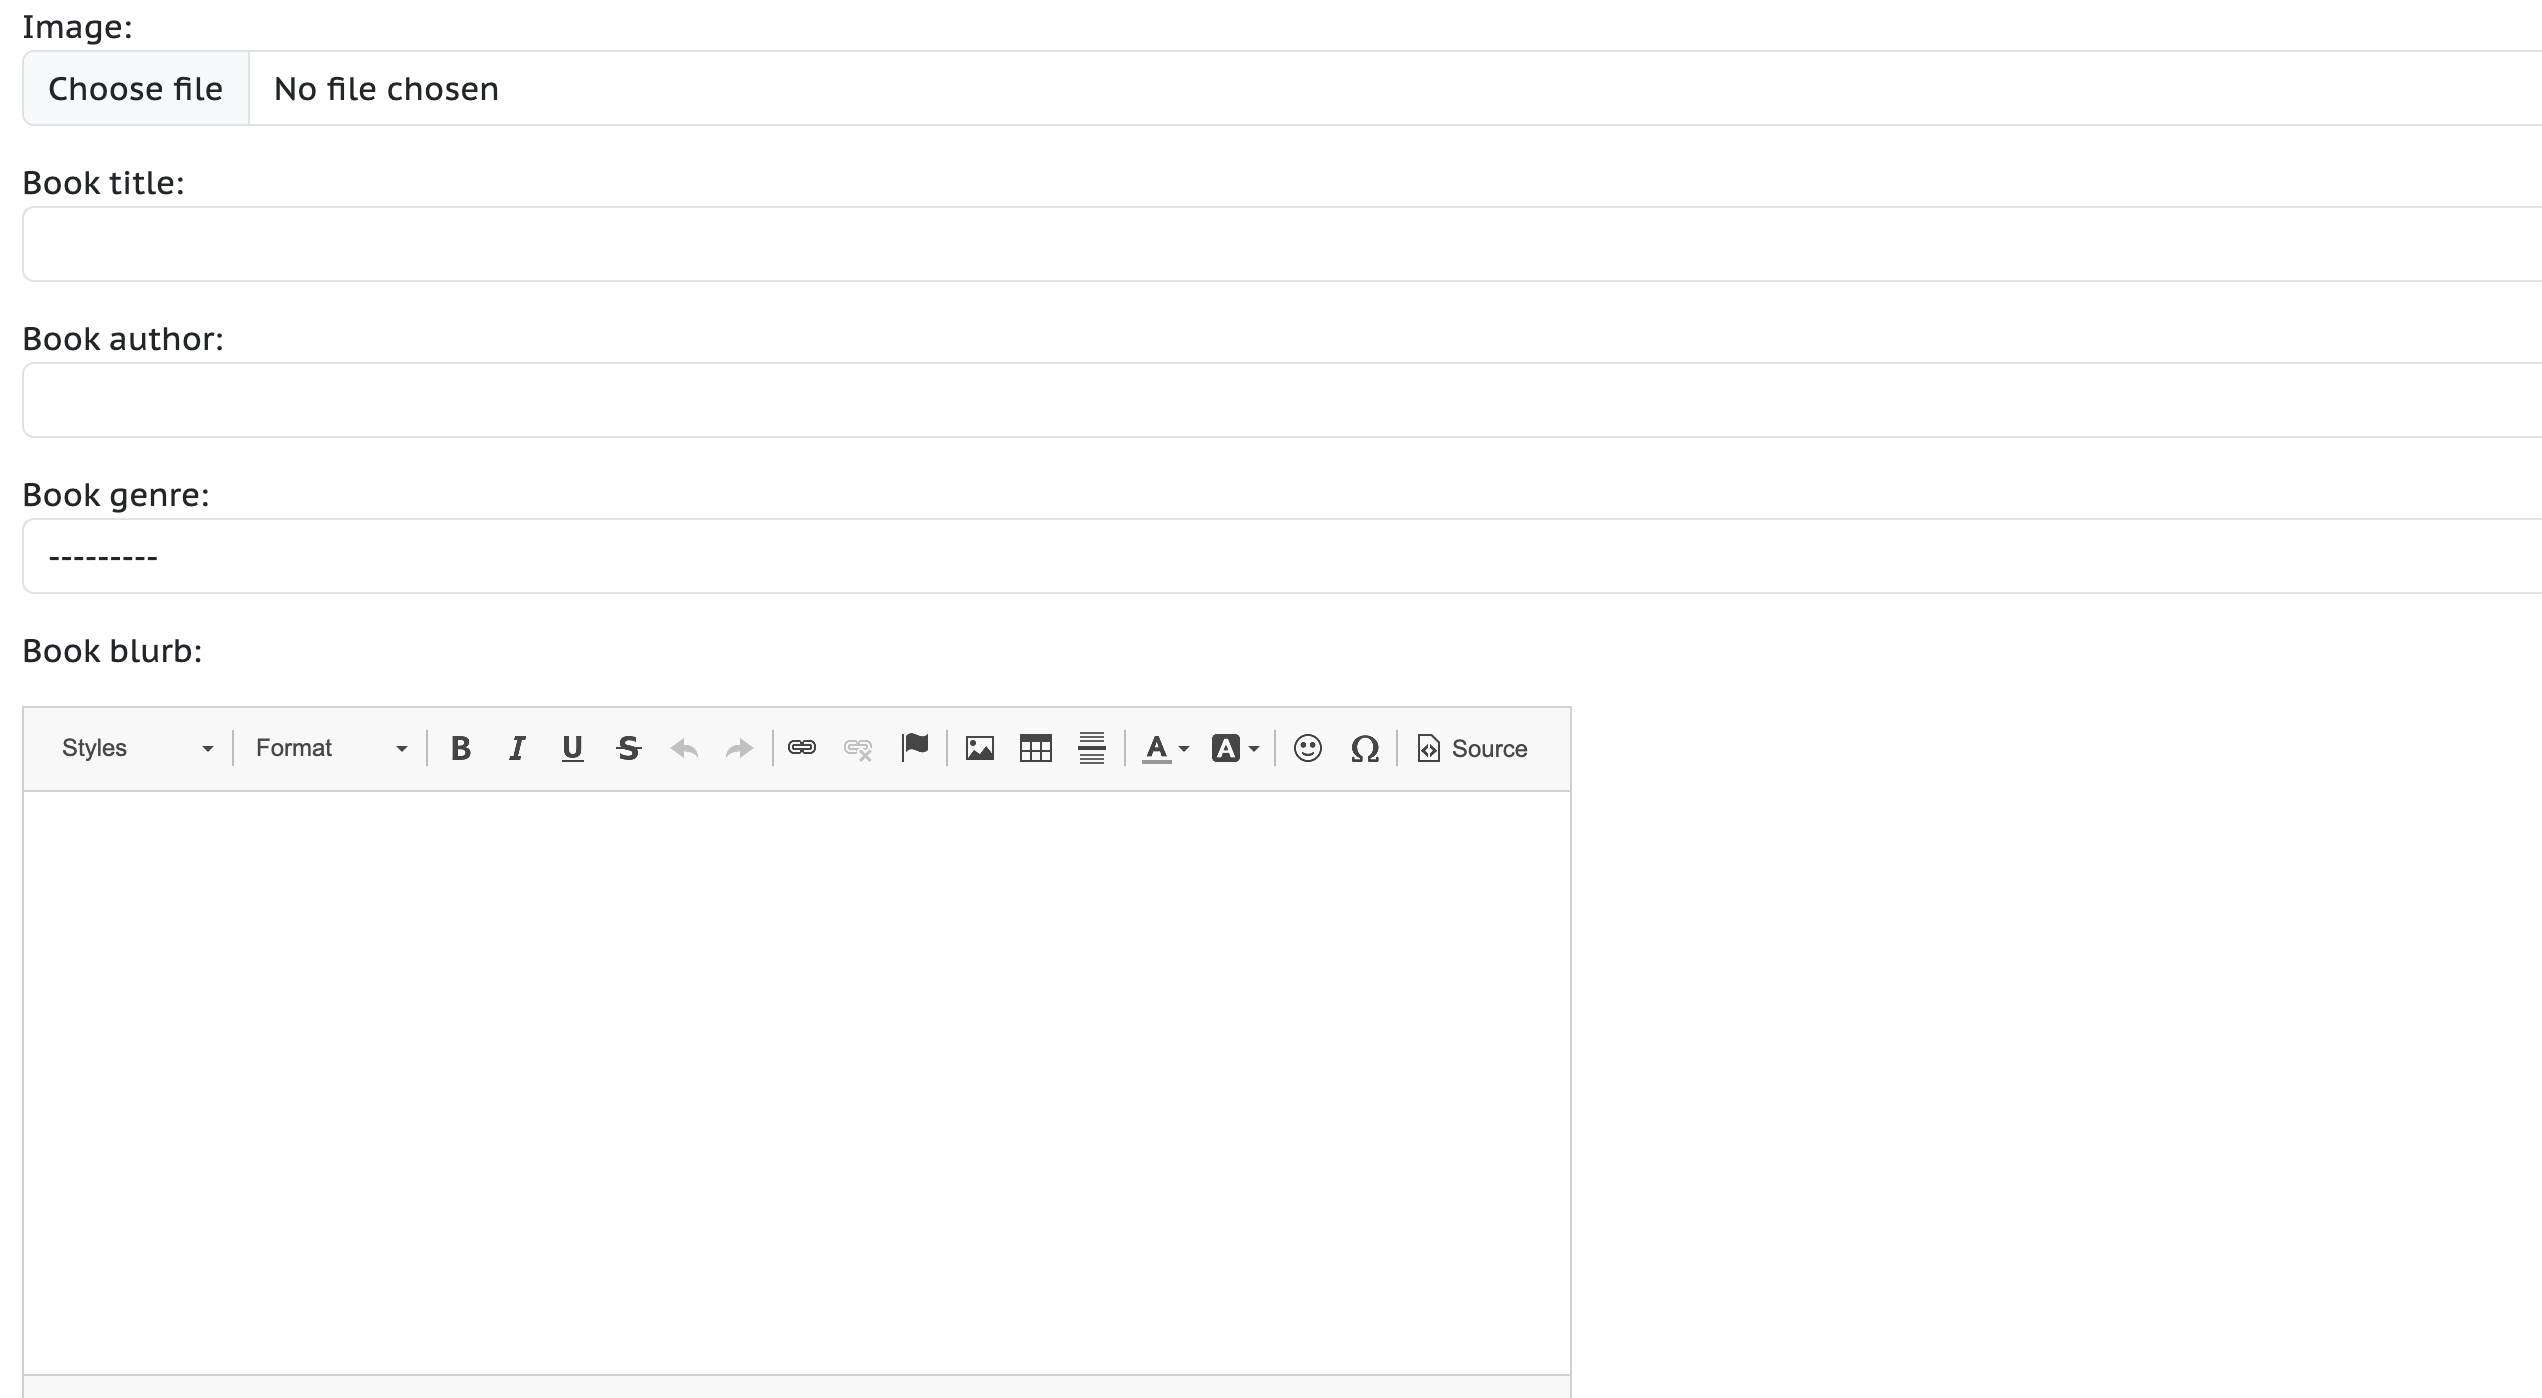 Image:
Choose file No file chosen
Book title:
Book author:
Book genre:
---------
Book blurb:
Styles Format B I U S A A Ω Source